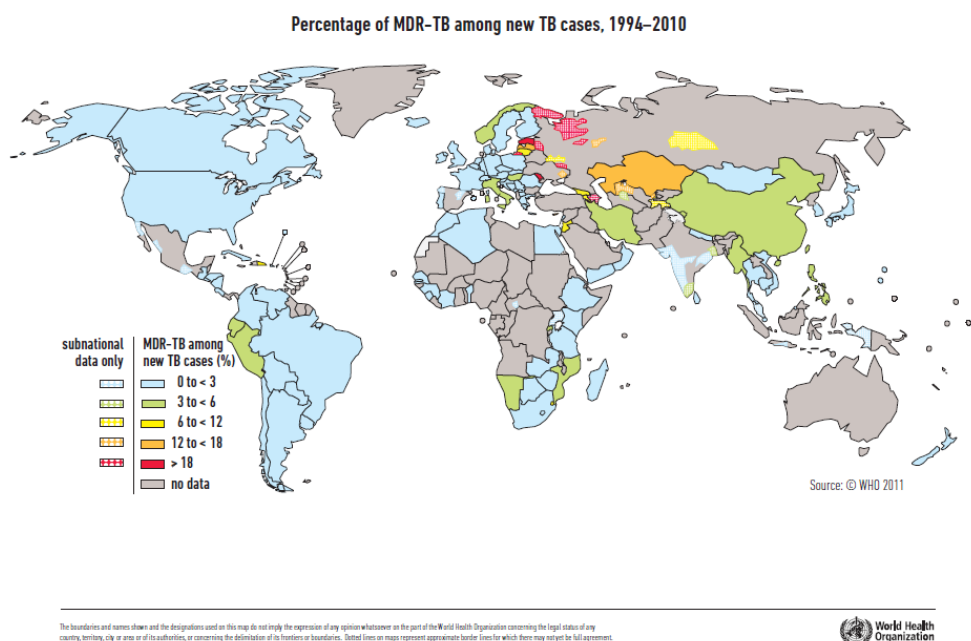 Percentage of MDR-TB among new TB cases, 1994–2010
subnational
data only
MDR-TB among
new TB cases (%)
0 to < 3
3 to < 6
6 to < 12
12 to < 18
> 18
no data
Source: © WHO 2011
The boundaries and names shown and the designations used on this map do not imply the expression of any opinion whatsoever on the part of the World Health Organization concerning the legal status of any
country, territory, city or area or of its authorities, or concerning the delimitation of its frontiers or boundaries. Dotted lines on maps represent approximate border lines for which there may not yet be full agreement.
World Health
Organization